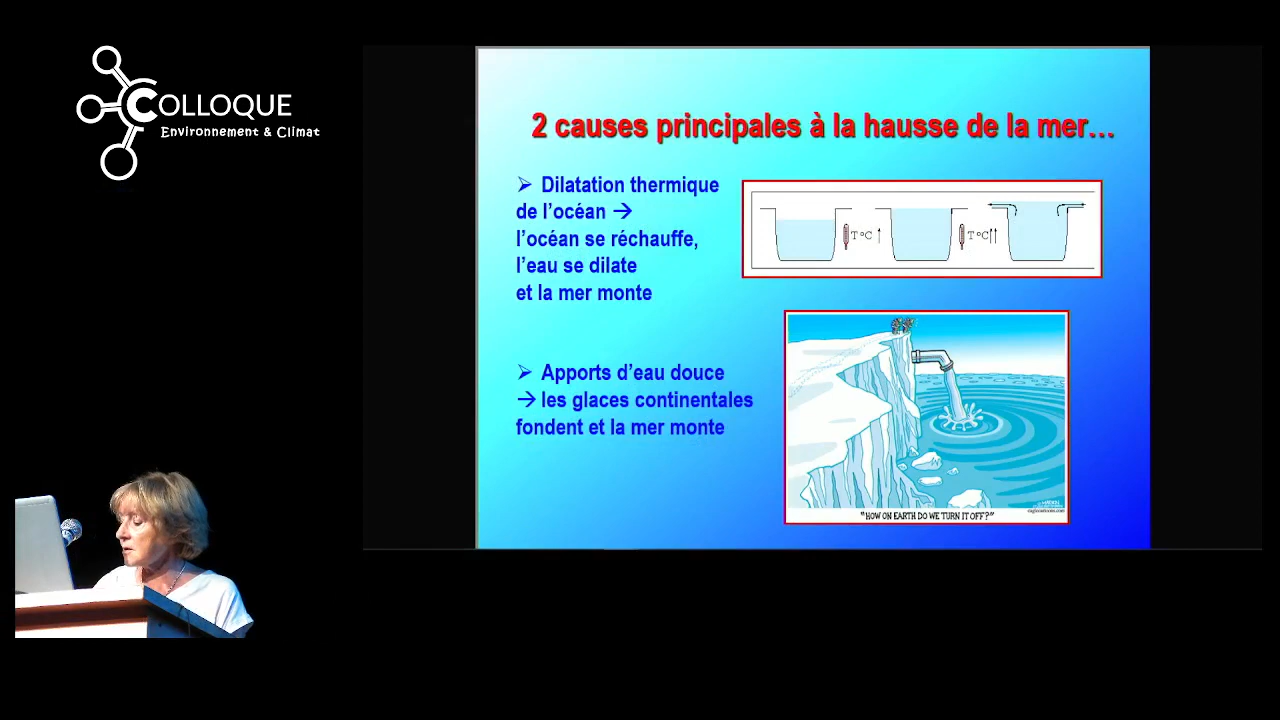 COLLOQUE
Environnement & Climat
2 causes principales à la hausse de la mer…
➢ Dilatation thermique
de l’océan →
l’océan se réchauffe,
l’eau se dilate
et la mer monte
T °C ↑
T °C ↑↑
➢ Apports d’eau douce
→ les glaces continentales
fondent et la mer monte
"HOW ON EARTH DO WE TURN IT OFF?"